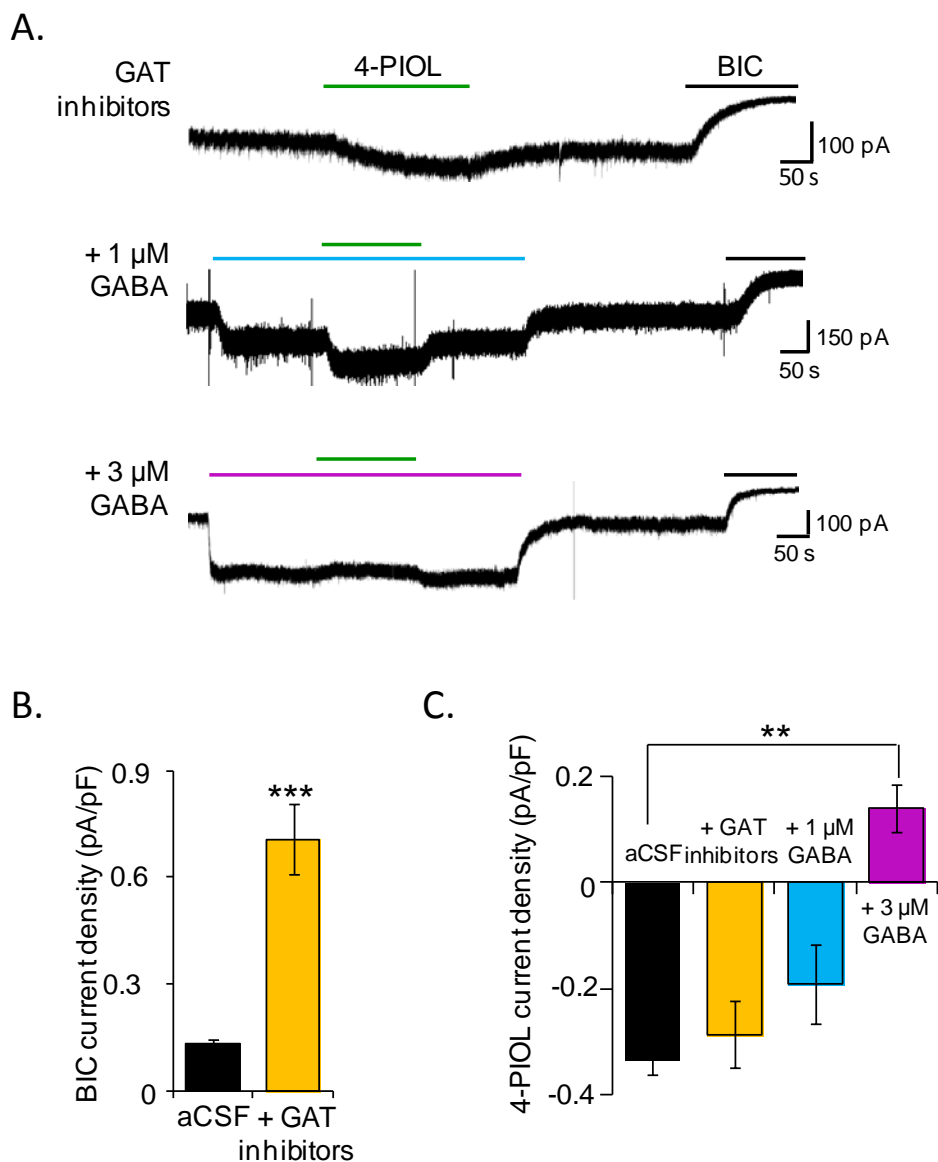 A.
GAT
inhibitors
4-PIOL
BIC
100 pA
50 s
+ 1 µM
GABA
150 pA
50 s
+ 3 µM
GABA
100 pA
50 s
B.
BIC current density (pA/pF)
0.9
0.6
0.3
0
***
aCSF
+ GAT
inhibitors
C.
4-PIOL current density (pA/pF)
0.2
0
-0.2
-0.4
**
aCSF
+ GAT
inhibitors
+ 1 µM
GABA
+ 3 µM
GABA